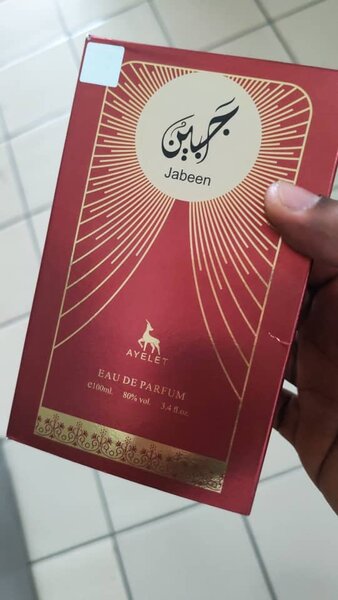 جبين
Jabeen
AYELET
EAU DE PARFUM
℮100ml. 80% vol. 3.4 fl.oz.